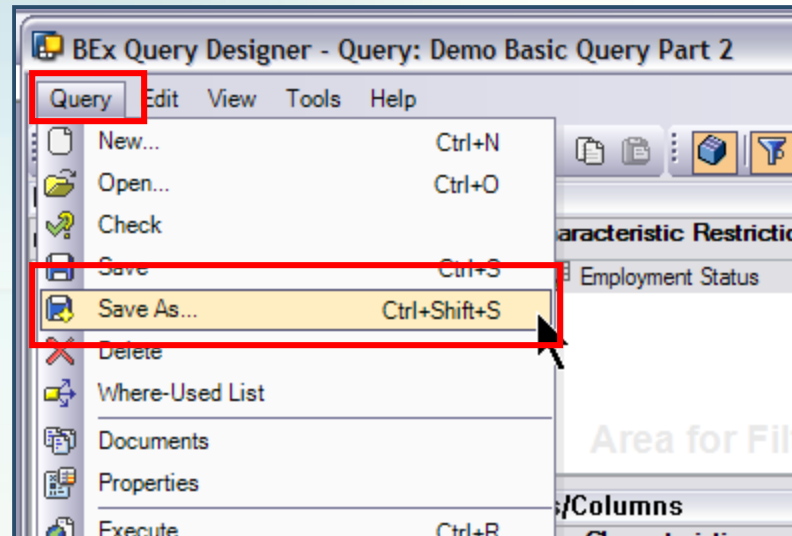 BEx Query Designer - Query: Demo Basic Query Part 2
Query Edit View Tools Help
New... Ctrl+N
Open... Ctrl+O
Check
Save Ctrl+S
Save As... Ctrl+Shift+S
Delete
Where-Used List
Documents
Properties
Execute Ctrl+R
aracteristic Restrictio
Employment Status
Area for Fil
s/Columns